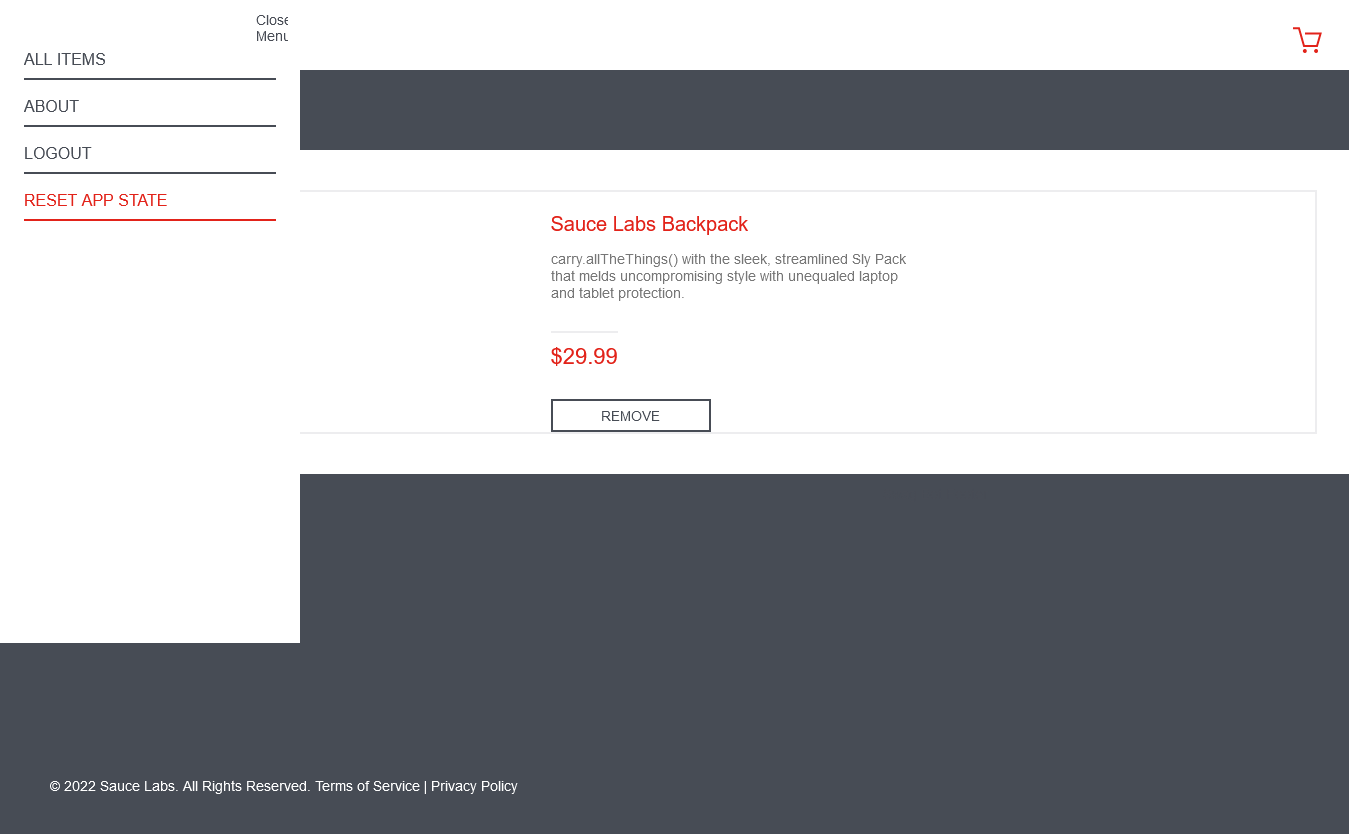 Close
Menu
ALL ITEMS
ABOUT
LOGOUT
RESET APP STATE
Sauce Labs Backpack
carry.allTheThings() with the sleek, streamlined Sly Pack
that melds uncompromising style with unequaled laptop
and tablet protection.
$29.99
REMOVE
© 2022 Sauce Labs. All Rights Reserved. Terms of Service | Privacy Policy